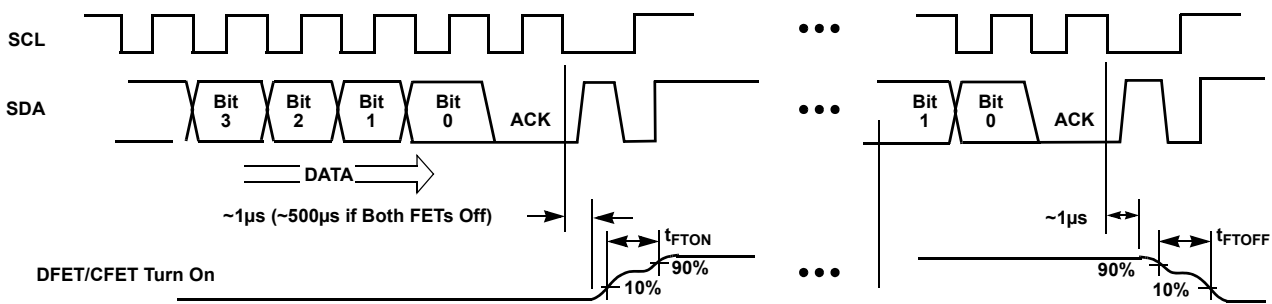 SCL
SDA
Bit 3
Bit 2
Bit 1
Bit 0
ACK
Bit 1
Bit 0
ACK
DATA
~1µs (~500µs if Both FETs Off)
~1µs
tFTON
tFTOFF
DFET/CFET Turn On
90%
10%
90%
10%